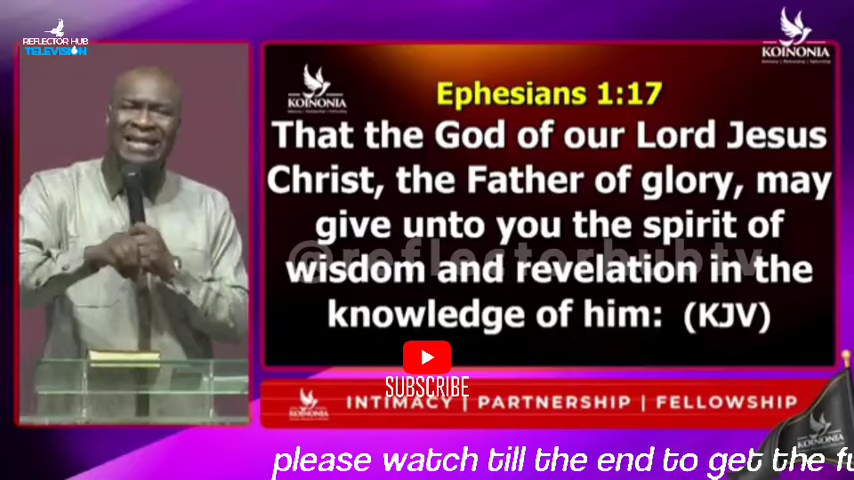 REFLECTOR HUB
TELEVISION
KOINONIA
KOINONIA
Ephesians 1:17
That the God of our Lord Jesus
Christ, the Father of glory, may
give unto you the spirit of
wisdom and revelation in the
knowledge of him: (KJV)
@reflectorhubtv
SUBSCRIBE
KOINONIA
INTIMACY | PARTNERSHIP | FELLOWSHIP
KOINONIA
please watch till the end to get the fu